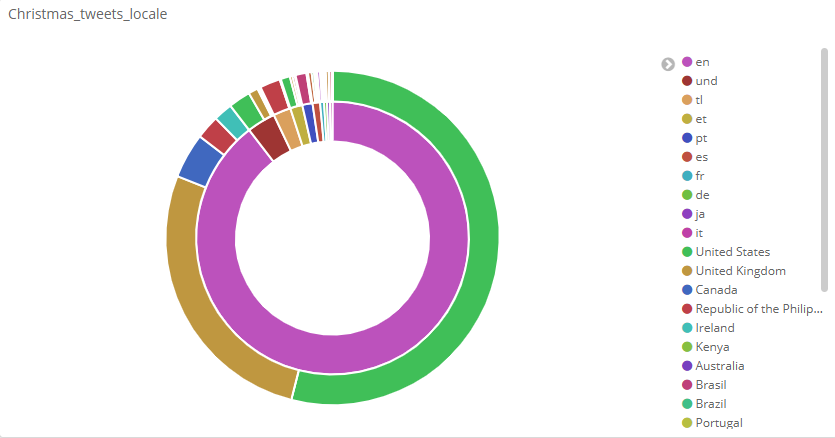 Christmas_tweets_locale
en
und
tl
et
pt
es
fr
de
ja
it
United States
United Kingdom
Canada
Republic of the Philip...
Ireland
Kenya
Australia
Brasil
Brazil
Portugal